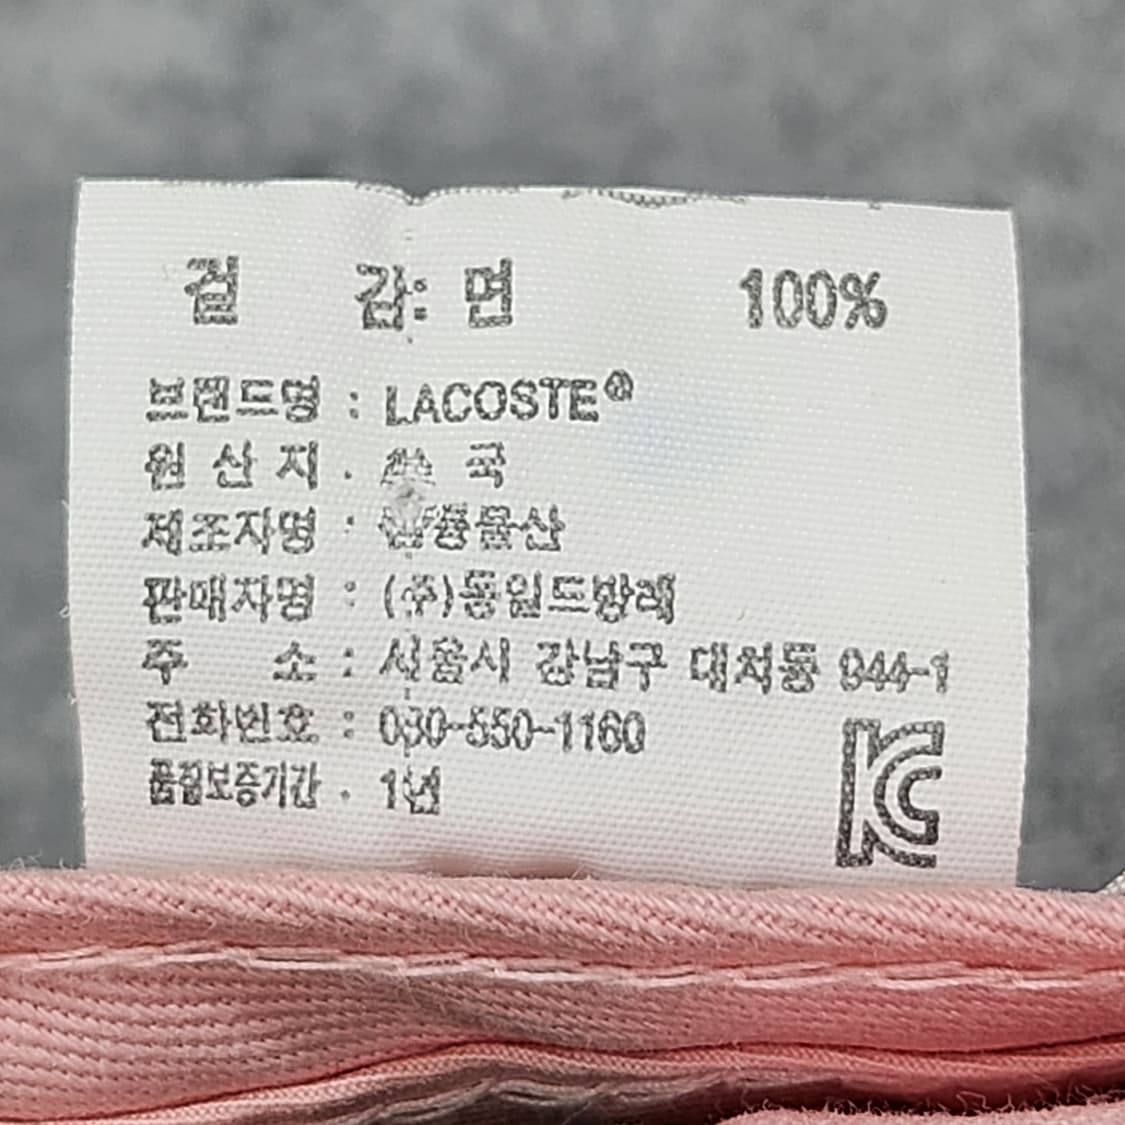 겉 감: 면 100%
브랜드명 : LACOSTE®
원 산 지 : 국
제조자명 :
판매자명 : (주)동일드방레
주 소 : 서울시 강남구 대치동 944-1
전화번호 : 080-550-1160
품질보증기간 : 1년
KC